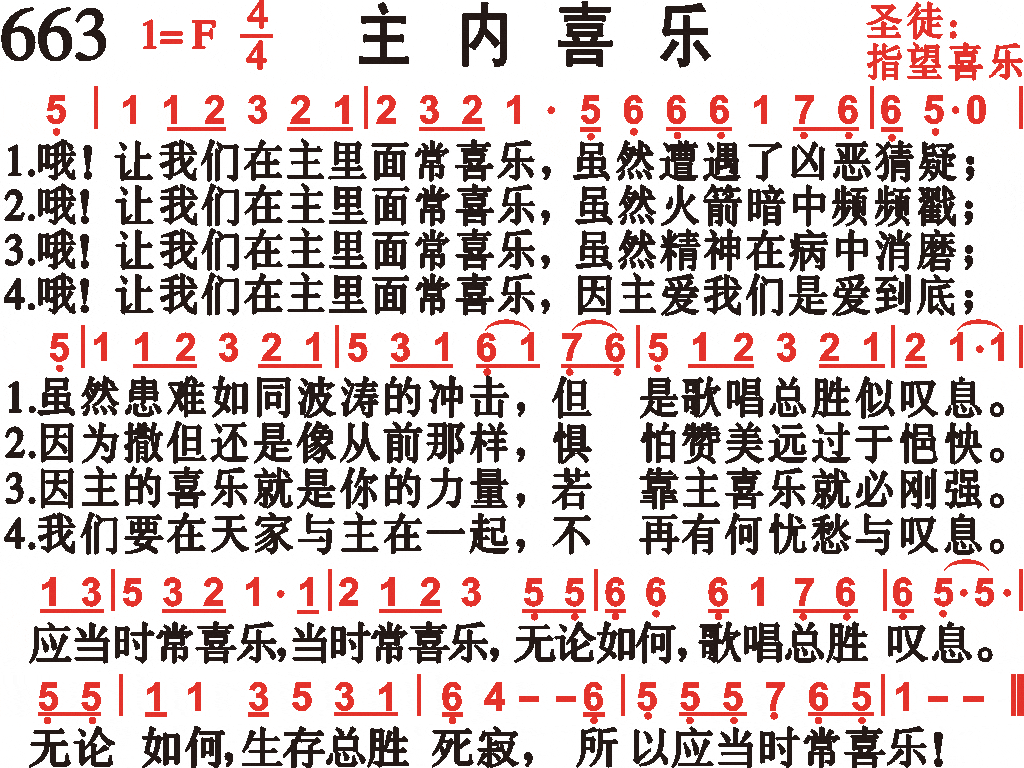 663 1=F 4/4 主内喜乐 圣徒：
指望喜乐
5 | 1 1 2 3 2 1 | 2 3 2 1 · 5 6 6 6 1 7 6 | 6 5 · 0 |
1.哦！让我们在主里面常喜乐，虽然遭遇了凶恶猜疑；
2.哦！让我们在主里面常喜乐，虽然火箭暗中频频戳；
3.哦！让我们在主里面常喜乐，虽然精神在病中消磨；
4.哦！让我们在主里面常喜乐，因主爱我们是爱到底；
5 | 1 1 2 3 2 1 | 5 3 1 6 1 7 6 | 5 1 2 3 2 1 | 2 1 · 1 |
1.虽然患难如同波涛的冲击，但 是歌唱总胜似叹息。
2.因为撒但还是像从前那样，惧 怕赞美远过于悒怏。
3.因主的喜乐就是你的力量，若 靠主喜乐就必刚强。
4.我们要在天家与主在一起，不 再有何忧愁与叹息。
1 3 | 5 3 2 1 · 1 | 2 1 2 3 5 5 | 6 6 6 1 7 6 | 6 5 · 5 · |
应当时常喜乐，当时常喜乐，无论如何，歌唱总胜 叹息。
5 5 | 1 1 3 5 3 1 | 6 4 - - 6 | 5 5 5 7 6 5 | 1 - - ‖
无论 如何，生存总胜 死寂， 所 以应当时常喜乐！